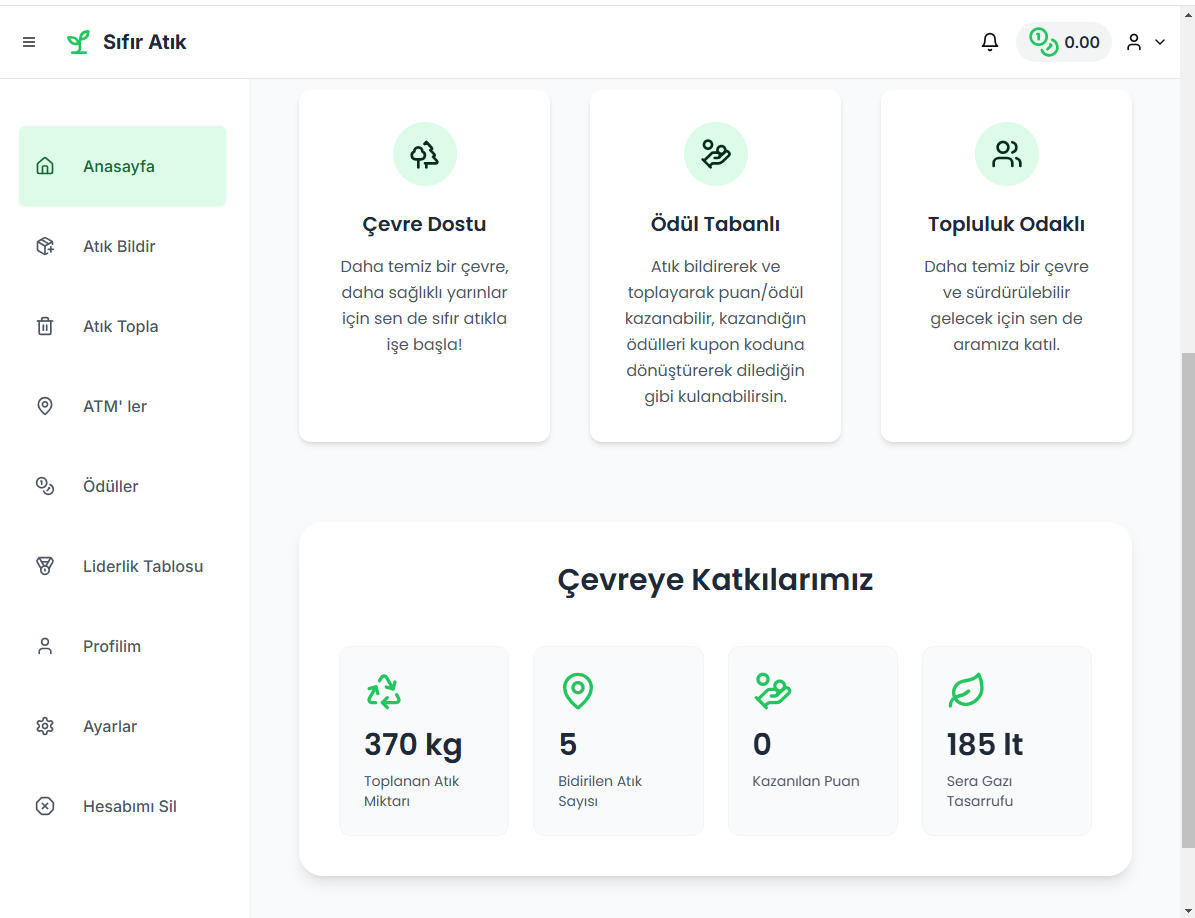 Sıfır Atık
0.00
Anasayfa
Atık Bildir
Atık Topla
ATM' ler
Ödüller
Liderlik Tablosu
Profilim
Ayarlar
Hesabımı Sil
Çevre Dostu
Daha temiz bir çevre,
daha sağlıklı yarınlar
için sen de sıfır atıkla
işe başla!
Ödül Tabanlı
Atık bildirerek ve
toplayarak puan/ödül
kazanabilir, kazandığın
ödülleri kupon koduna
dönüştürerek dilediğin
gibi kulanabilirsin.
Topluluk Odaklı
Daha temiz bir çevre
ve sürdürülebilir
gelecek için sen de
aramıza katıl.
Çevreye Katkılarımız
370 kg
Toplanan Atık
Miktarı
5
Bidirilen Atık
Sayısı
0
Kazanılan Puan
185 lt
Sera Gazı
Tasarrufu